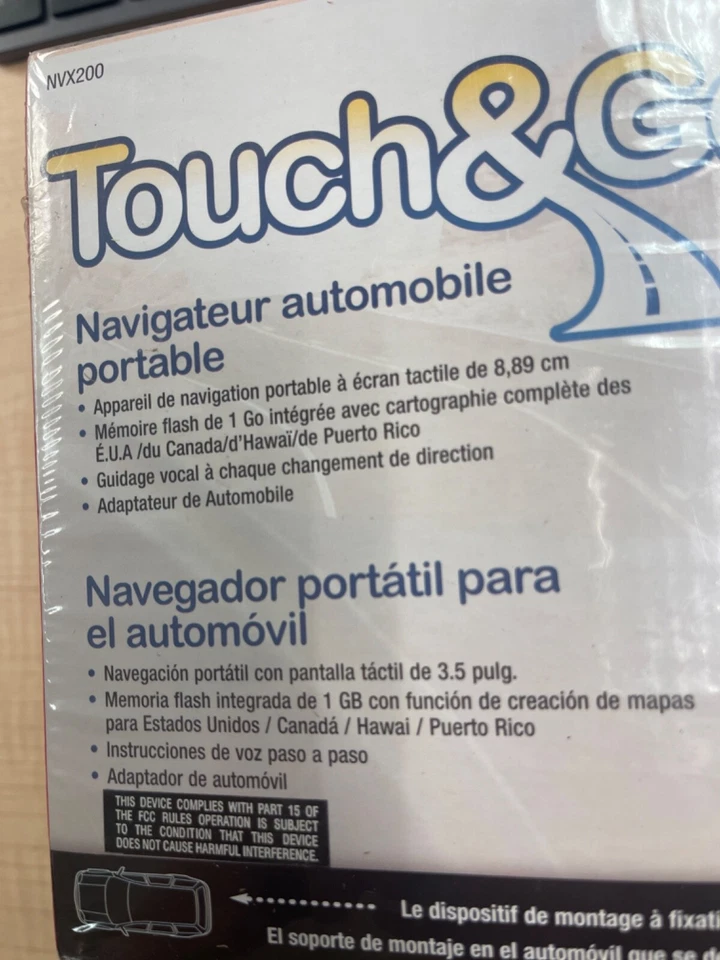 NVX200
Touch&Go
Navigateur automobile
portable
• Appareil de navigation portable à écran tactile de 8,89 cm
• Mémoire flash de 1 Go intégrée avec cartographie complète des
É.U.A /du Canada/d'Hawaï/de Puerto Rico
• Guidage vocal à chaque changement de direction
• Adaptateur de Automobile
Navegador portátil para
el automóvil
• Navegación portátil con pantalla táctil de 3.5 pulg.
• Memoria flash integrada de 1 GB con función de creación de mapas
para Estados Unidos / Canadá / Hawai / Puerto Rico
• Instrucciones de voz paso a paso
• Adaptador de automóvil
THIS DEVICE COMPLIES WITH PART 15 OF
THE FCC RULES OPERATION IS SUBJECT
TO THE CONDITION THAT THIS DEVICE
DOES NOT CAUSE HARMFUL INTERFERENCE.
Le dispositif de montage à fixati
El soporte de montaje en el automóvil que se d